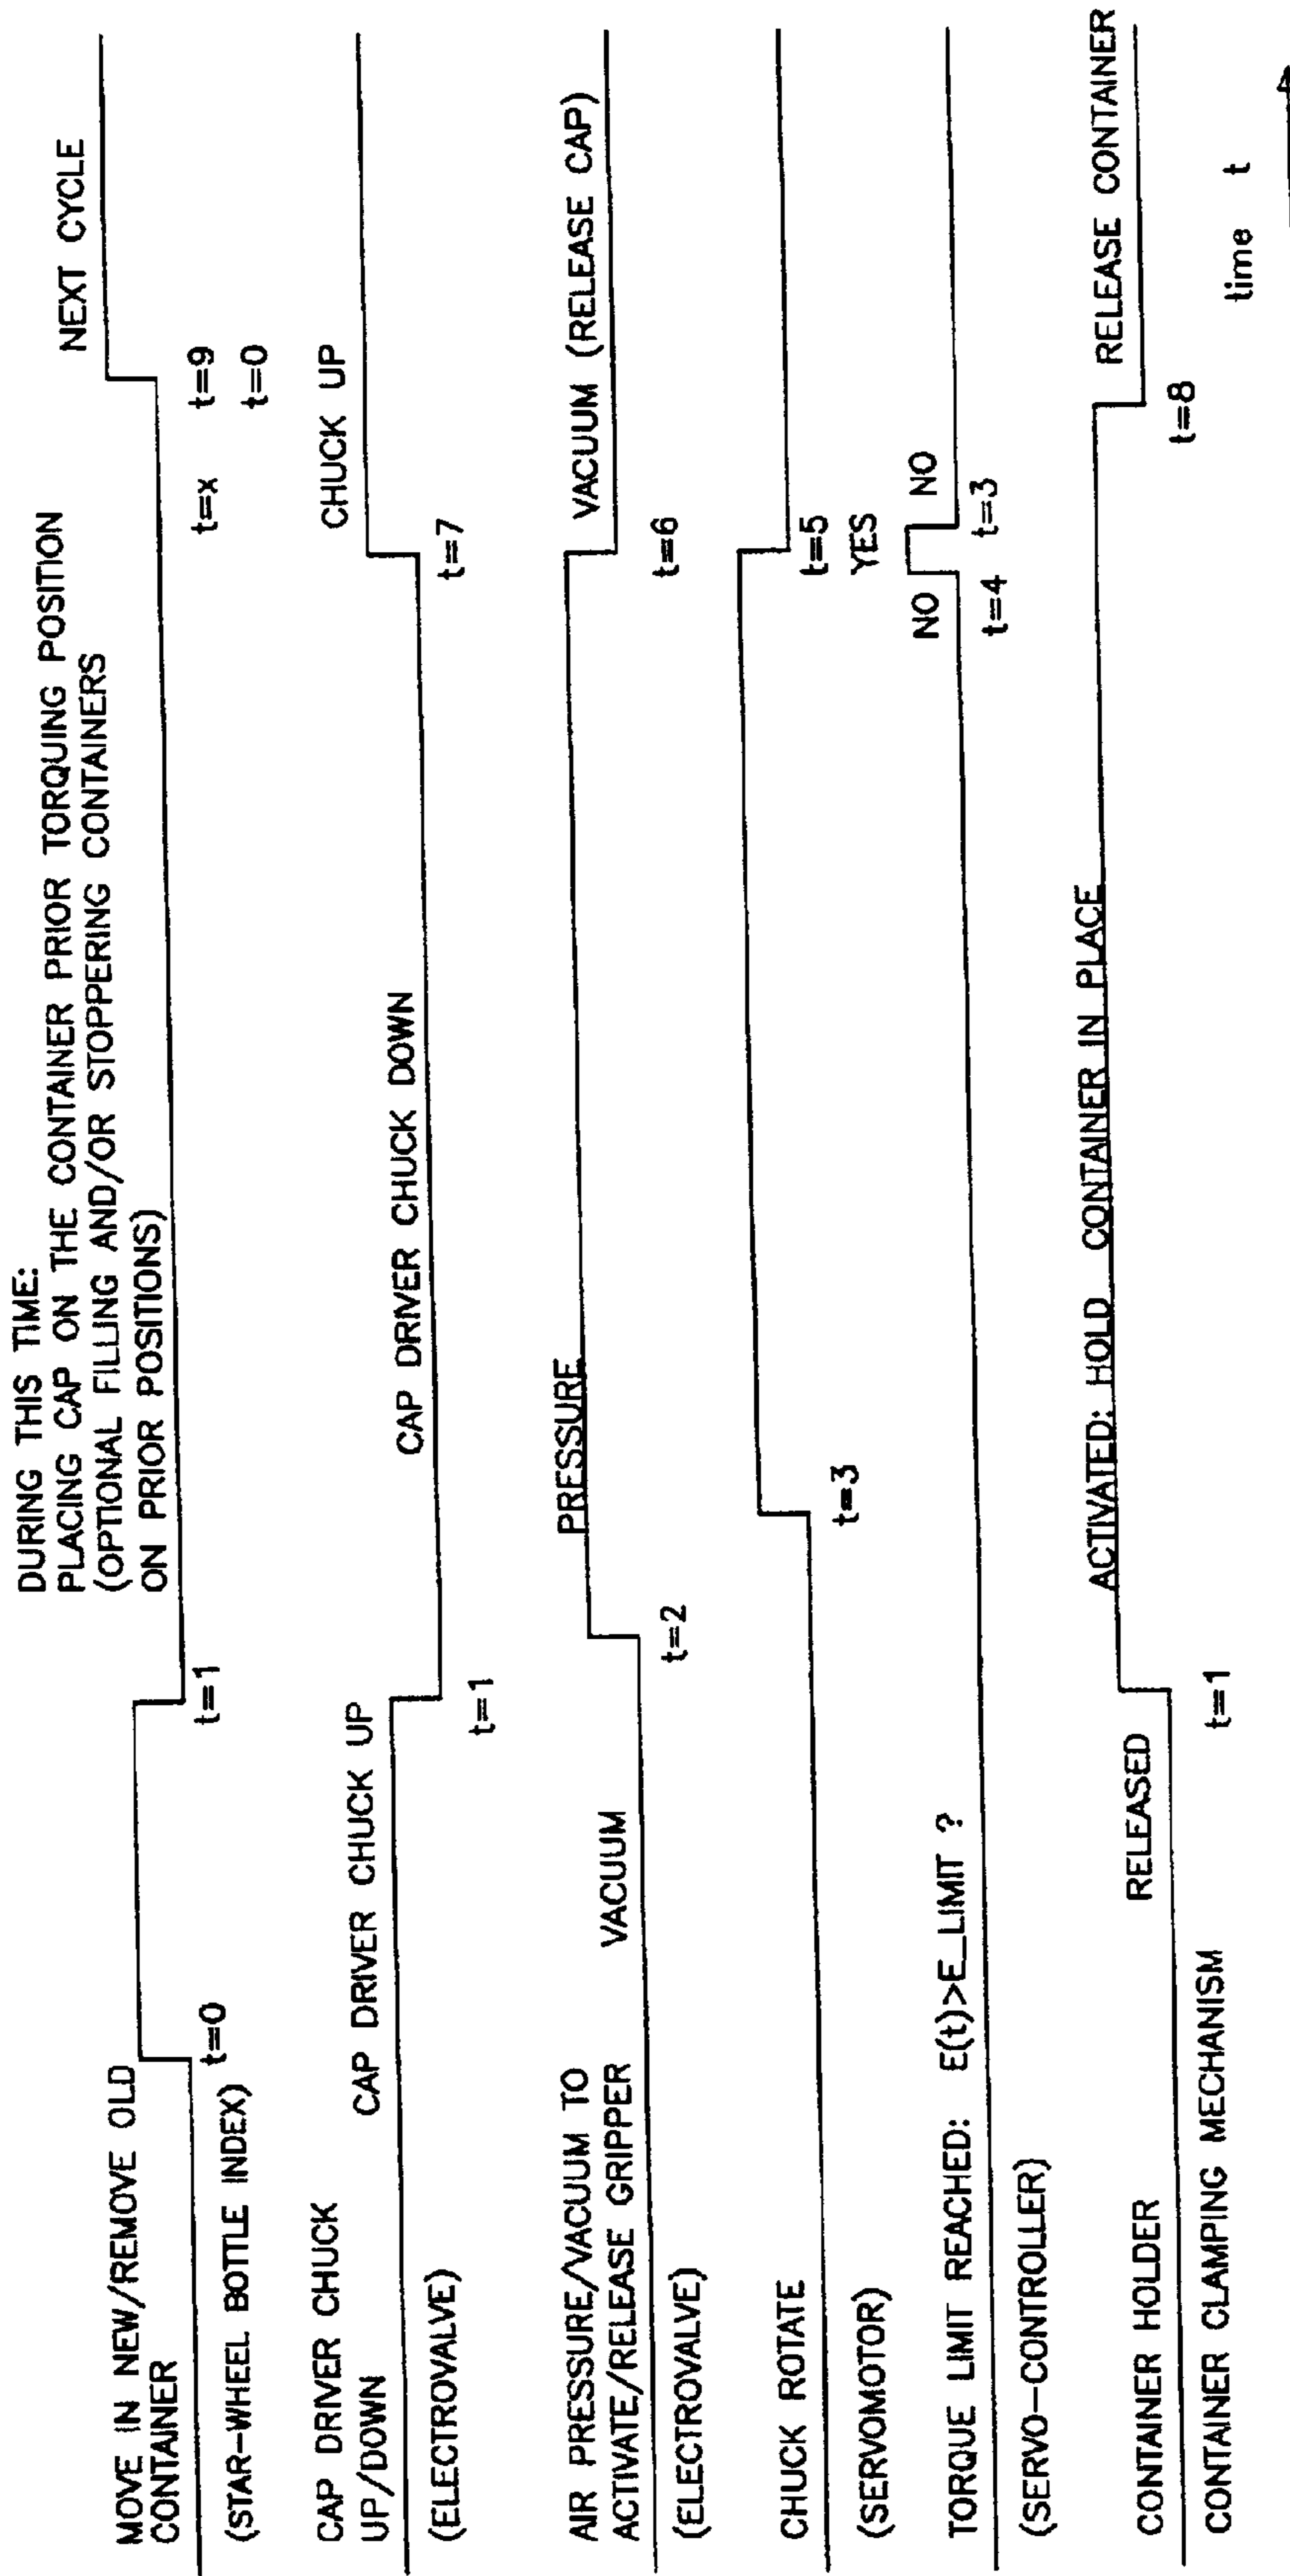 DURING THIS TIME:
PLACING CAP ON THE CONTAINER PRIOR TORQUING POSITION
(OPTIONAL FILLING AND/OR STOPPERING CONTAINERS
ON PRIOR POSITIONS)
MOVE IN NEW/REMOVE OLD
CONTAINER
(STAR-WHEEL BOTTLE INDEX)
t=0
t=1
t=x
t=9
t=0
NEXT CYCLE
CAP DRIVER CHUCK
UP/DOWN
(ELECTROVALVE)
CAP DRIVER CHUCK UP
t=1
CAP DRIVER CHUCK DOWN
t=7
CHUCK UP
AIR PRESSURE/VACUUM TO
ACTIVATE/RELEASE GRIPPER
(ELECTROVALVE)
VACUUM
t=2
PRESSURE
t=6
VACUUM (RELEASE CAP)
CHUCK ROTATE
(SERVOMOTOR)
t=3
t=5
TORQUE LIMIT REACHED: E(t)>E_LIMIT ?
(SERVO-CONTROLLER)
NO
t=4
YES
NO
t=3
CONTAINER HOLDER
CONTAINER CLAMPING MECHANISM
RELEASED
t=1
ACTIVATED: HOLD CONTAINER IN PLACE
t=8
RELEASE CONTAINER
time t